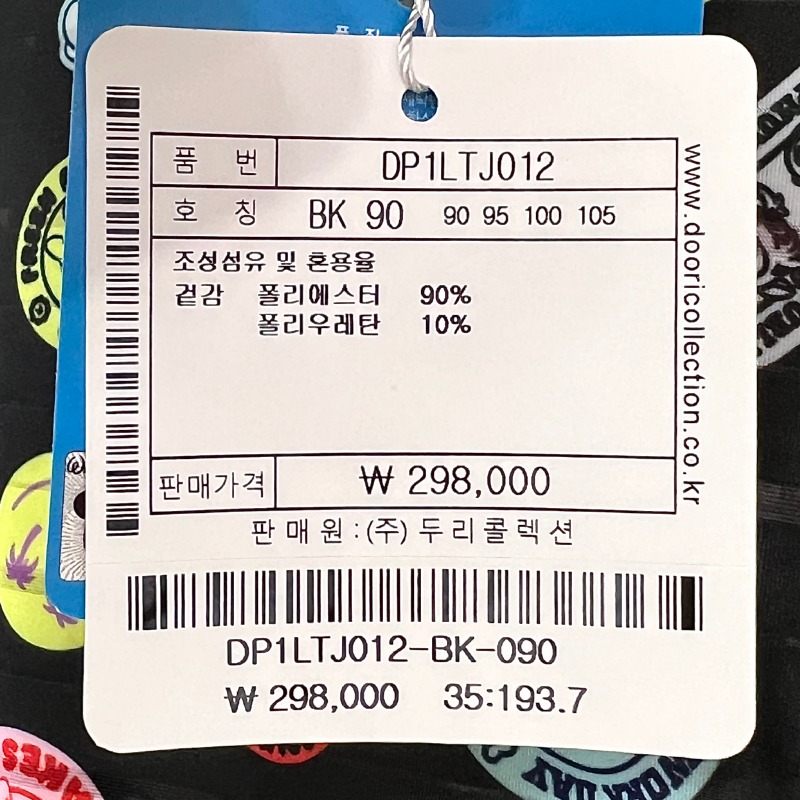 품 번 DP1LTJ012
호 칭 BK 90 90 95 100 105
조성섬유 및 혼용율
겉감 폴리에스터 90%
폴리우레탄 10%
판매가격 ₩ 298,000
판 매 원 : (주) 두 리 콜 렉 션
www.dooricollection.co.kr
DP1LTJ012-BK-090
₩ 298,000 35:193.7
WORK DAY